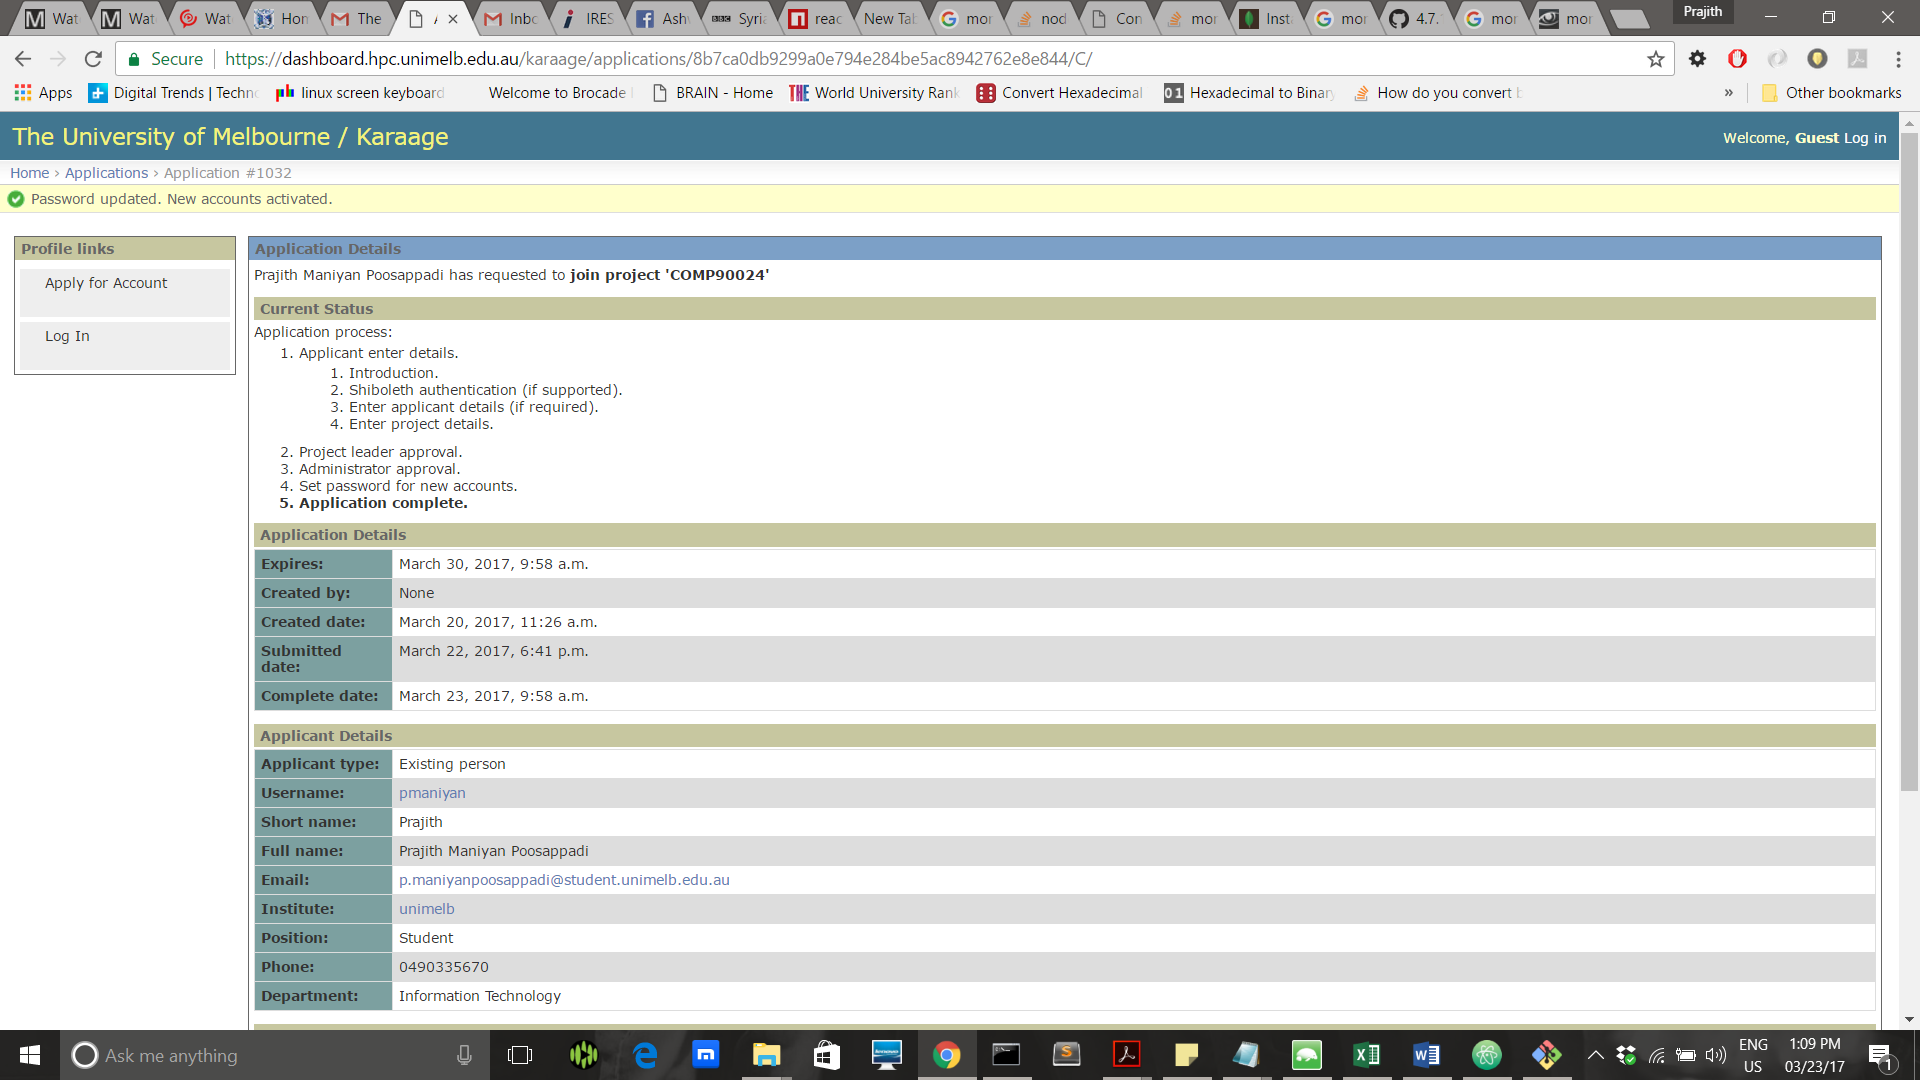 Wat
Wat
Wat
Hon
The
Inbo
IRES
Ash
Syria
reac
New Tab
mor
nod
Con
mor
Inst
mor
4.7.
mor
mor
Prajith
Secure
https://dashboard.hpc.unimelb.edu.au/karaage/applications/8b7ca0db9299a0e794e284be5ac8942762e8e844/C/
Apps
Digital Trends | Techno
linux screen keyboard
Welcome to Brocade
BRAIN - Home
THE World University Rank
Convert Hexadecimal
01 Hexadecimal to Binary
How do you convert b
»
Other bookmarks
The University of Melbourne / Karaage
Welcome, Guest Log in
Home › Applications › Application #1032
Password updated. New accounts activated.
Profile links
Apply for Account
Log In
Application Details
Prajith Maniyan Poosappadi has requested to join project 'COMP90024'
Current Status
Application process:
1. Applicant enter details.
1. Introduction.
2. Shiboleth authentication (if supported).
3. Enter applicant details (if required).
4. Enter project details.
2. Project leader approval.
3. Administrator approval.
4. Set password for new accounts.
5. Application complete.
Application Details
Expires: March 30, 2017, 9:58 a.m.
Created by: None
Created date: March 20, 2017, 11:26 a.m.
Submitted date: March 22, 2017, 6:41 p.m.
Complete date: March 23, 2017, 9:58 a.m.
Applicant Details
Applicant type: Existing person
Username: pmaniyan
Short name: Prajith
Full name: Prajith Maniyan Poosappadi
Email: p.maniyanpoosappadi@student.unimelb.edu.au
Institute: unimelb
Position: Student
Phone: 0490335670
Department: Information Technology
Ask me anything
ENG
US
1:09 PM
03/23/17
1